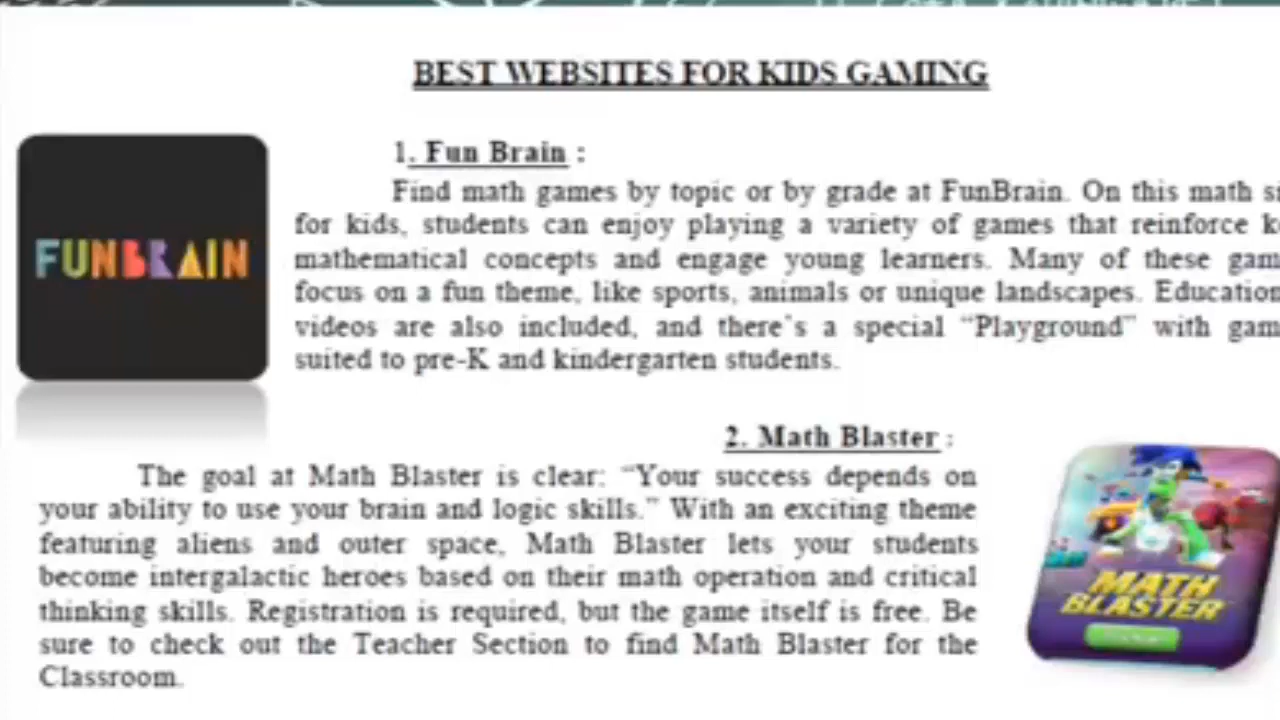 BEST WEBSITES FOR KIDS GAMING
1. Fun Brain :
FUNBRAIN
Find math games by topic or by grade at FunBrain. On this math si
for kids, students can enjoy playing a variety of games that reinforce k
mathematical concepts and engage young learners. Many of these gam
focus on a fun theme, like sports, animals or unique landscapes. Education
videos are also included, and there's a special “Playground” with gam
suited to pre-K and kindergarten students.
2. Math Blaster :
The goal at Math Blaster is clear: “Your success depends on
your ability to use your brain and logic skills.” With an exciting theme
featuring aliens and outer space, Math Blaster lets your students
become intergalactic heroes based on their math operation and critical
thinking skills. Registration is required, but the game itself is free. Be
sure to check out the Teacher Section to find Math Blaster for the
Classroom.
MATH
BLASTER